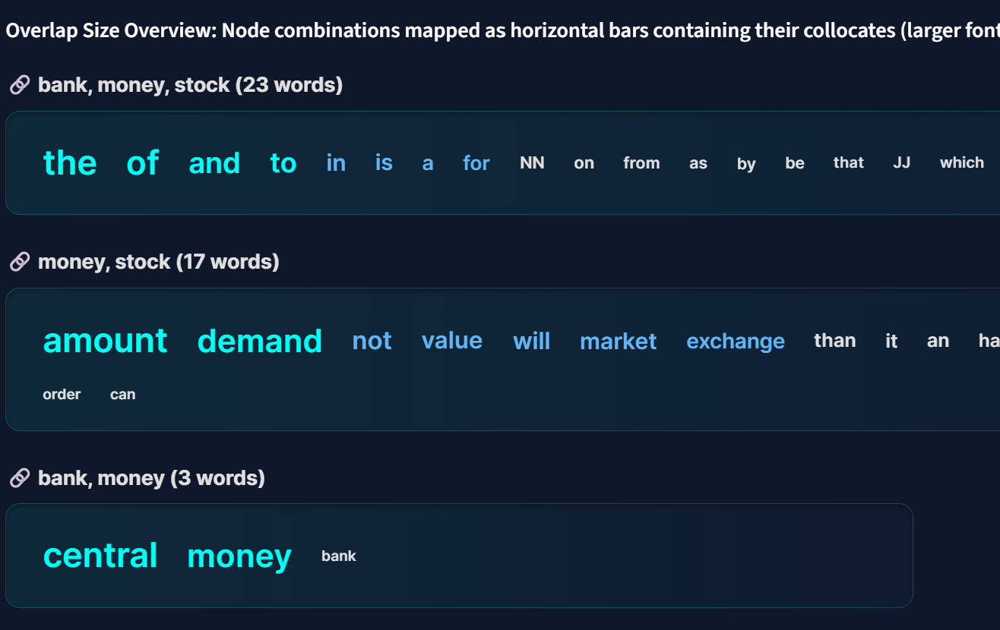 Overlap Size Overview: Node combinations mapped as horizontal bars containing their collocates (larger font
bank, money, stock (23 words)
the of and to in is a for NN on from as by be that JJ which
money, stock (17 words)
amount demand not value will market exchange than it an ha
order can
bank, money (3 words)
central money bank